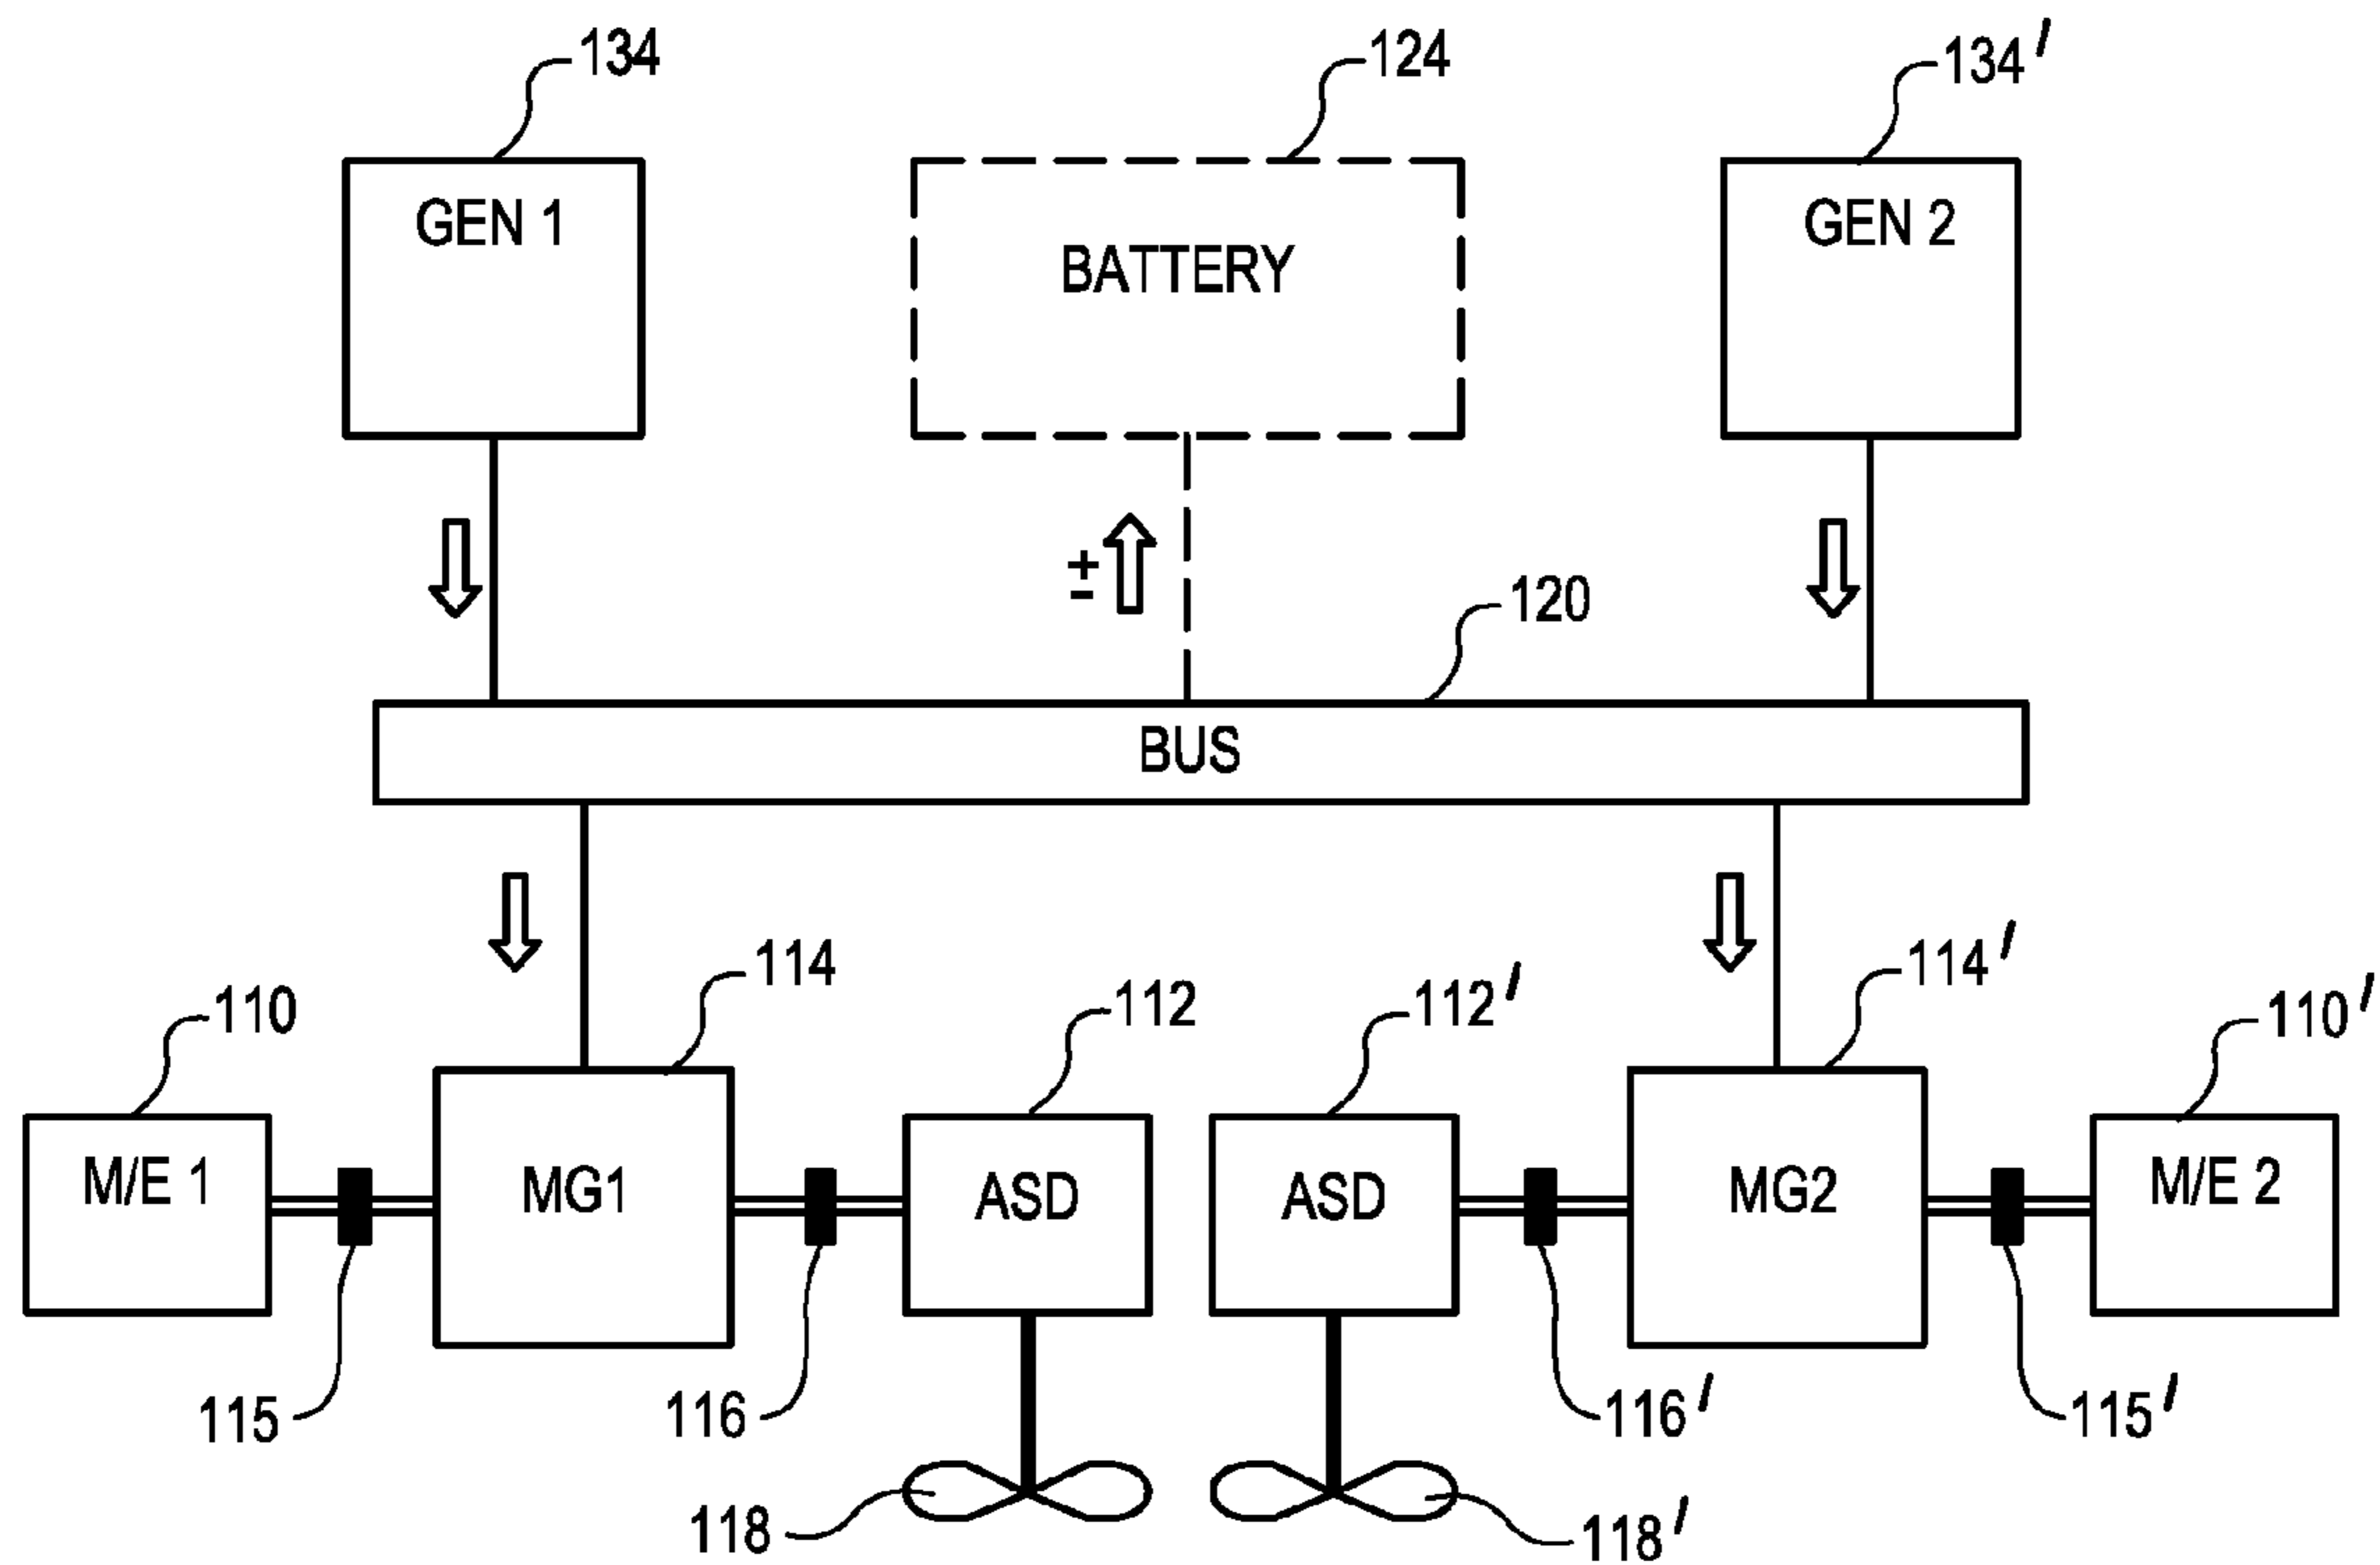 134
124
134'
GEN 1
BATTERY
GEN 2
±
120
BUS
114
112
112'
114'
110
110'
M/E 1
MG1
ASD
ASD
MG2
M/E 2
115
116
116'
115'
118
118'